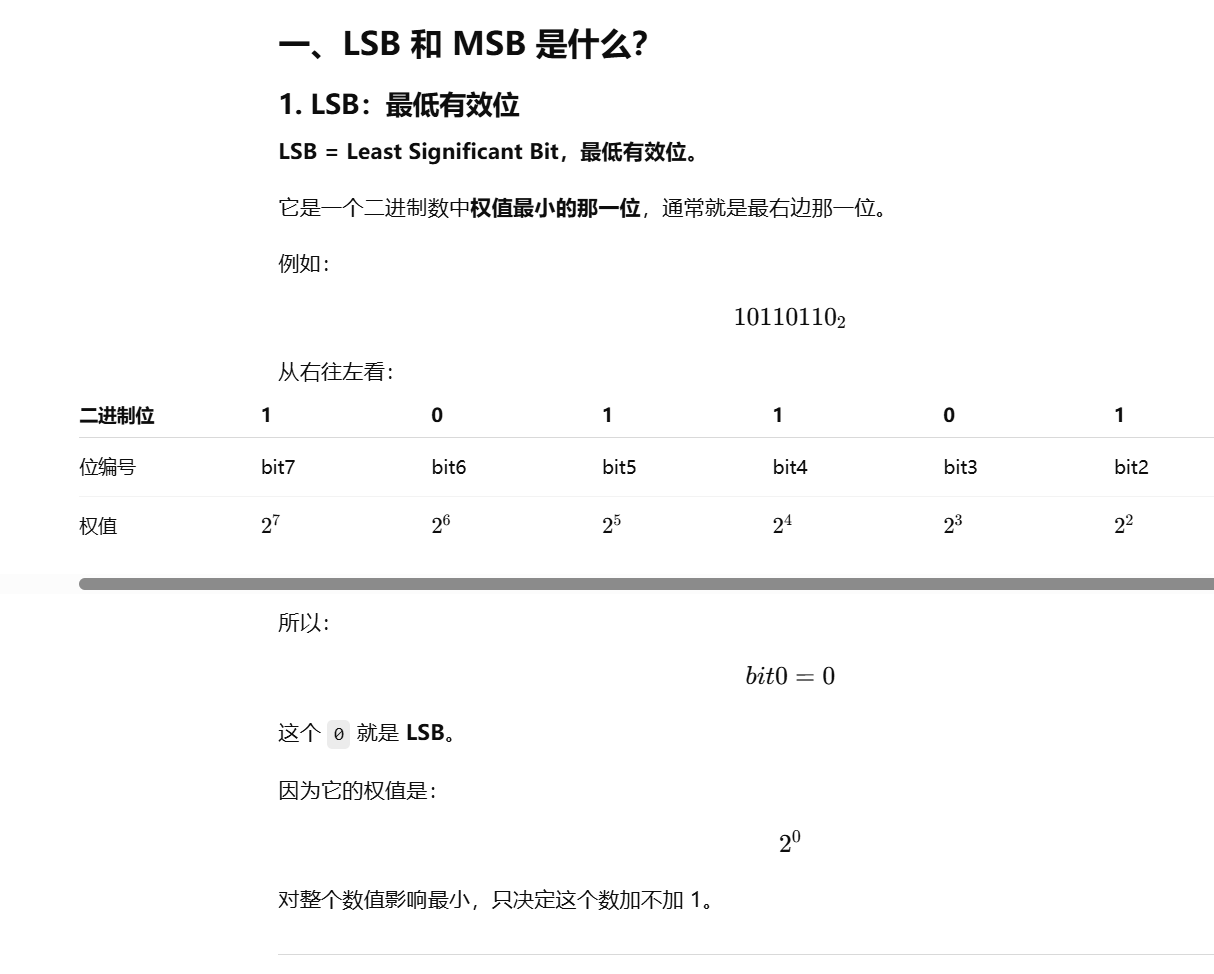 一、LSB 和 MSB 是什么?
1. LSB：最低有效位
LSB = Least Significant Bit，最低有效位。
它是一个二进制数中权值最小的那一位，通常就是最右边那一位。
例如：
10110110₂
从右往左看：
二进制位 1 0 1 1 0 1
位编号 bit7 bit6 bit5 bit4 bit3 bit2
权值 2⁷ 2⁶ 2⁵ 2⁴ 2³ 2²
所以：
bit0 = 0
这个 0 就是 LSB。
因为它的权值是：
2⁰
对整个数值影响最小，只决定这个数加不加 1。